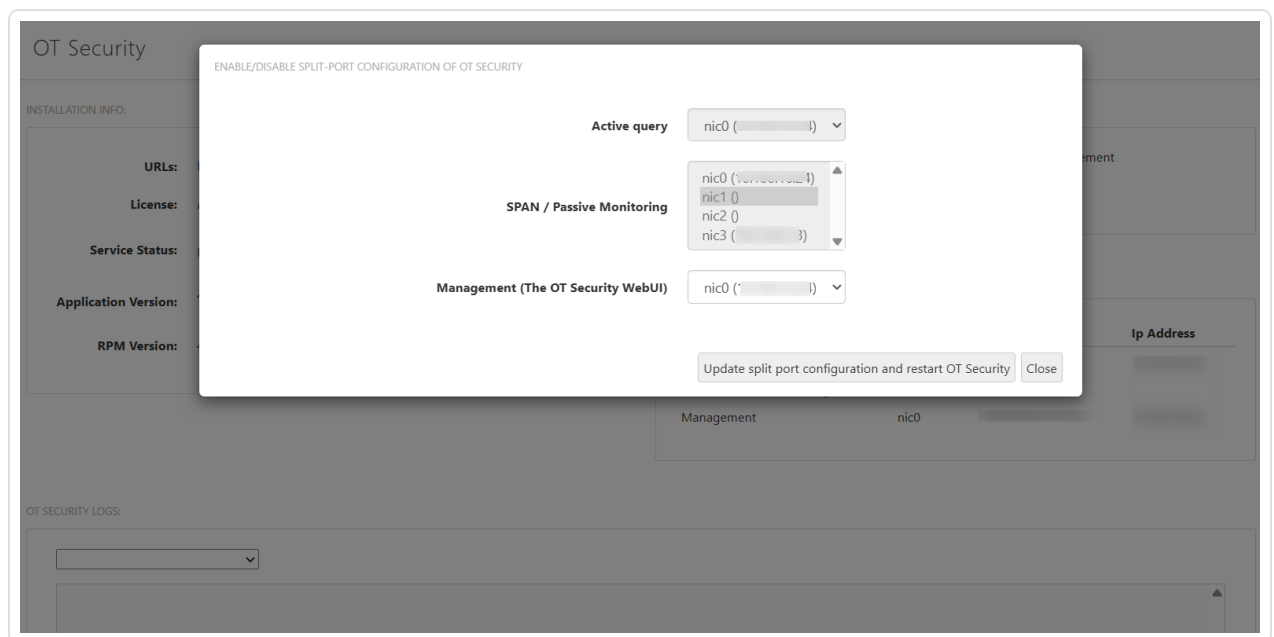 OT Security
ENABLE/DISABLE SPLIT-PORT CONFIGURATION OF OT SECURITY
INSTALLATION INFO:
Active query nic0 ( )
URLs:
License:
SPAN / Passive Monitoring
nic0 ( )
nic1 ()
nic2 ()
nic3 ( 3)
Service Status:
Management (The OT Security WebUI) nic0 ( )
Application Version:
RPM Version:
Ip Address
Update split port configuration and restart OT Security Close
Management nic0
OT SECURITY LOGS: